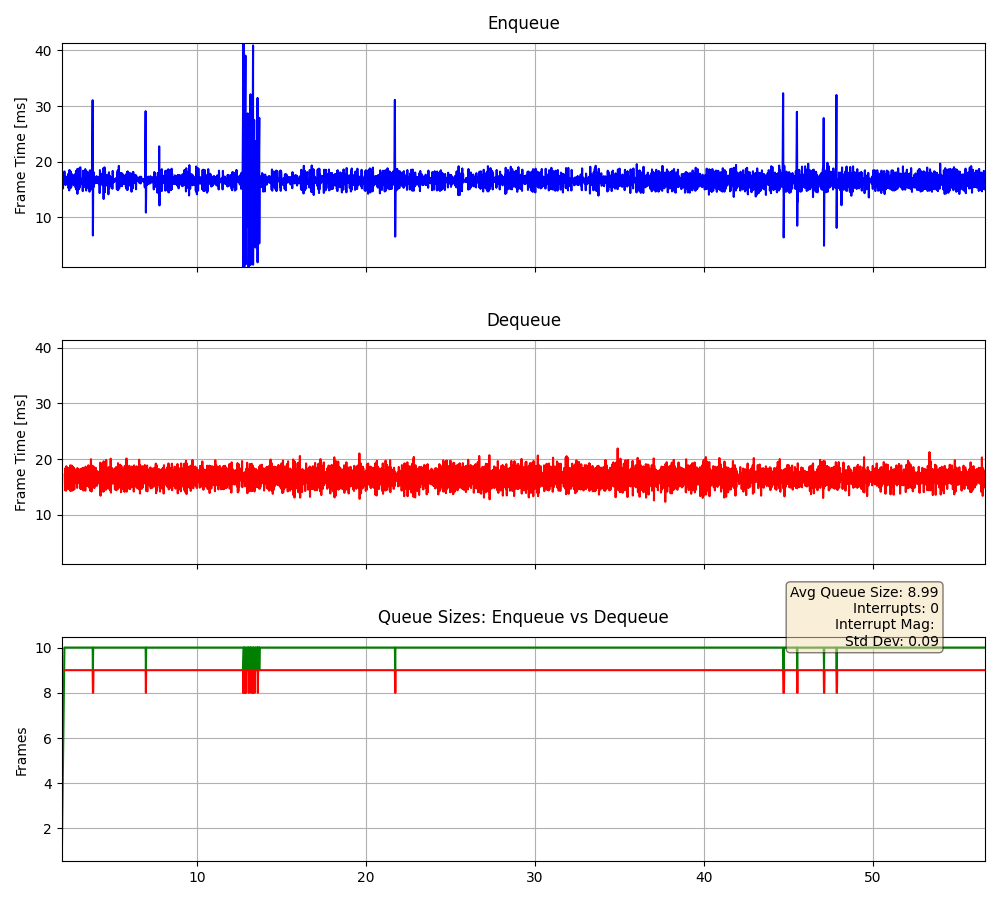 Enqueue
40
30
20
10
Frame Time [ms]
Dequeue
40
30
20
10
Frame Time [ms]
Avg Queue Size: 8.99
Interrupts: 0
Interrupt Mag:
Std Dev: 0.09
Queue Sizes: Enqueue vs Dequeue
10
8
6
4
2
Frames
10 20 30 40 50